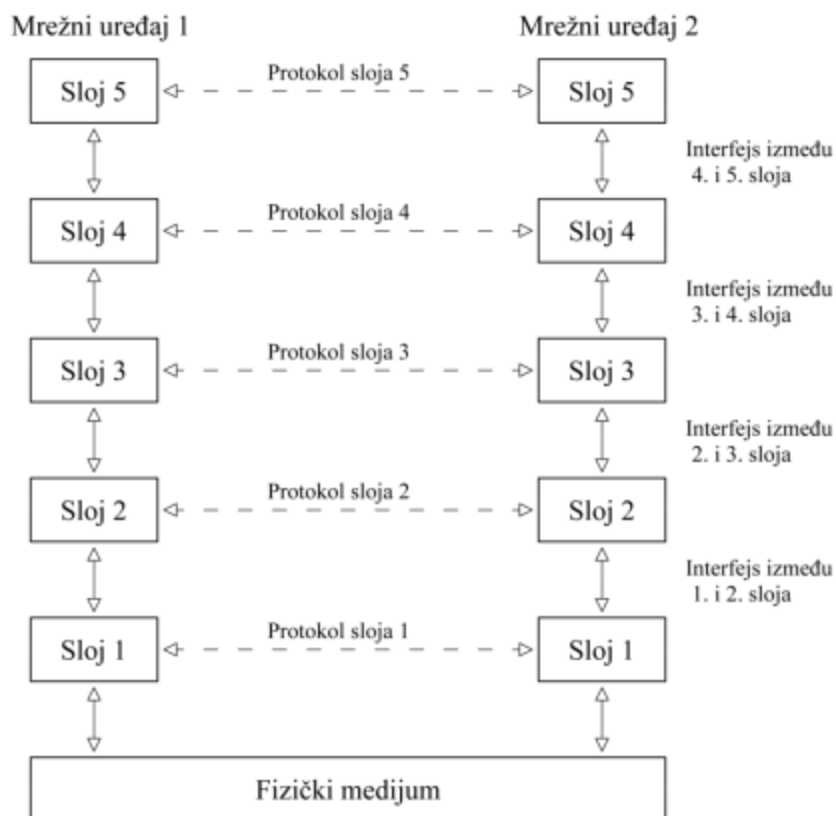 Mrežni uređaj 1
Mrežni uređaj 2
Sloj 5
Protokol sloja 5
Sloj 5
Interfejs između
4. i 5. sloja
Sloj 4
Protokol sloja 4
Sloj 4
Interfejs između
3. i 4. sloja
Sloj 3
Protokol sloja 3
Sloj 3
Interfejs između
2. i 3. sloja
Sloj 2
Protokol sloja 2
Sloj 2
Interfejs između
1. i 2. sloja
Sloj 1
Protokol sloja 1
Sloj 1
Fizički medijum